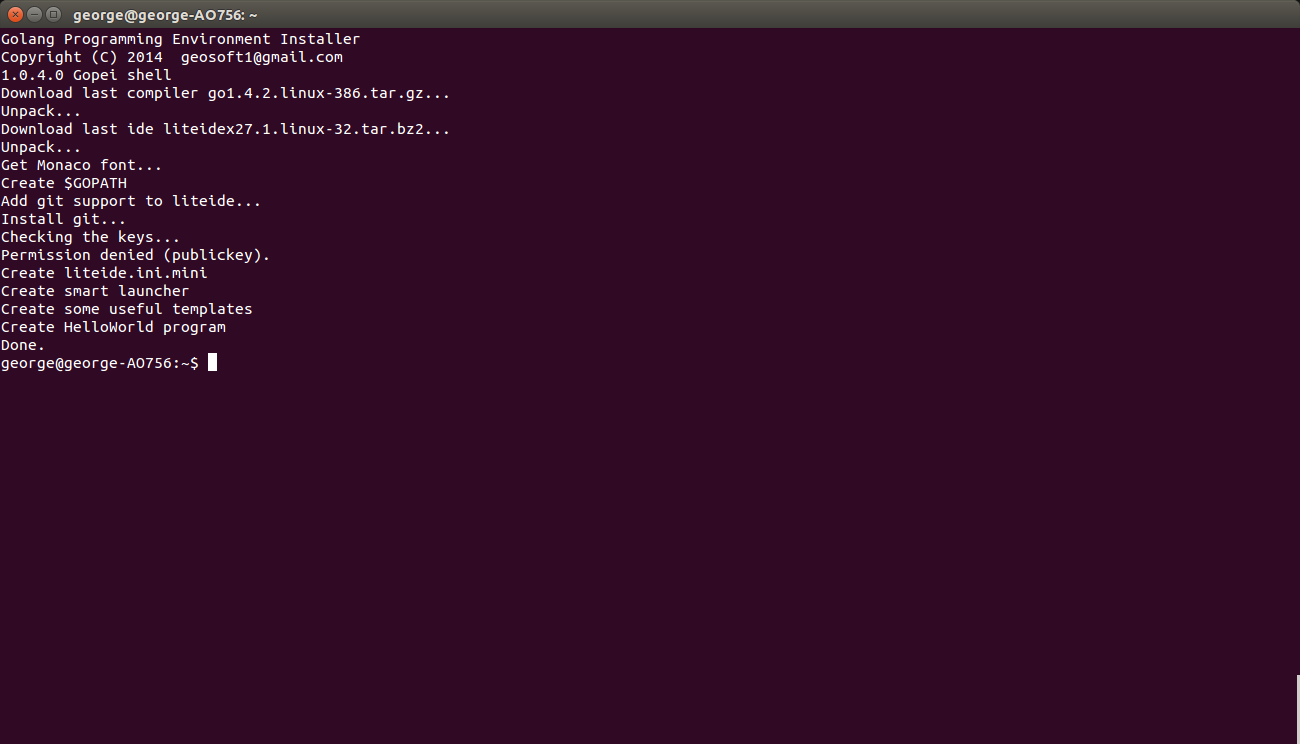 george@george-AO756: ~
Golang Programming Environment Installer
Copyright (C) 2014  geosoft1@gmail.com
1.0.4.0 Gopei shell
Download last compiler go1.4.2.linux-386.tar.gz...
Unpack...
Download last ide liteidex27.1.linux-32.tar.bz2...
Unpack...
Get Monaco font...
Create $GOPATH
Add git support to liteide...
Install git...
Checking the keys...
Permission denied (publickey).
Create liteide.ini.mini
Create smart launcher
Create some useful templates
Create HelloWorld program
Done.
george@george-AO756:~$